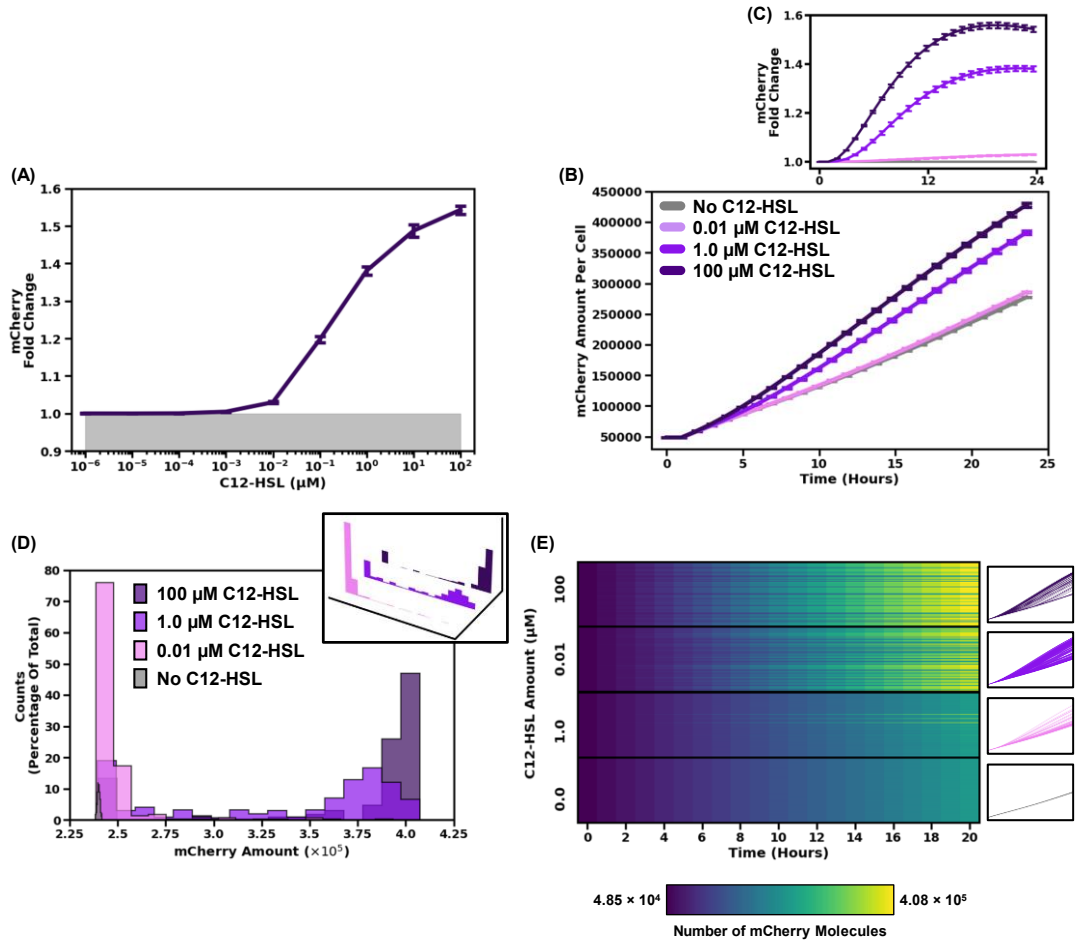 (C)
1.6
1.4
1.2
1.0
mCherry
Fold Change
0 12 24
(A)
1.6
1.5
1.4
1.3
1.2
1.1
1.0
0.9
mCherry
Fold Change
10⁻⁶ 10⁻⁵ 10⁻⁴ 10⁻³ 10⁻² 10⁻¹ 10⁰ 10¹ 10²
C12-HSL (μM)
(B)
450000
400000
350000
300000
250000
200000
150000
100000
50000
mCherry Amount Per Cell
No C12-HSL
0.01 μM C12-HSL
1.0 μM C12-HSL
100 μM C12-HSL
0 5 10 15 20 25
Time (Hours)
(D)
80
70
60
50
40
30
20
10
0
Counts
(Percentage Of Total)
100 μM C12-HSL
1.0 μM C12-HSL
0.01 μM C12-HSL
No C12-HSL
2.25 2.5 2.75 3.0 3.25 3.5 3.75 4.0 4.25
mCherry Amount (×10⁵)
(E)
C12-HSL Amount (μM)
100
0.01
1.0
0.0
0 2 4 6 8 10 12 14 16 18 20
Time (Hours)
4.85 × 10⁴
4.08 × 10⁵
Number of mCherry Molecules